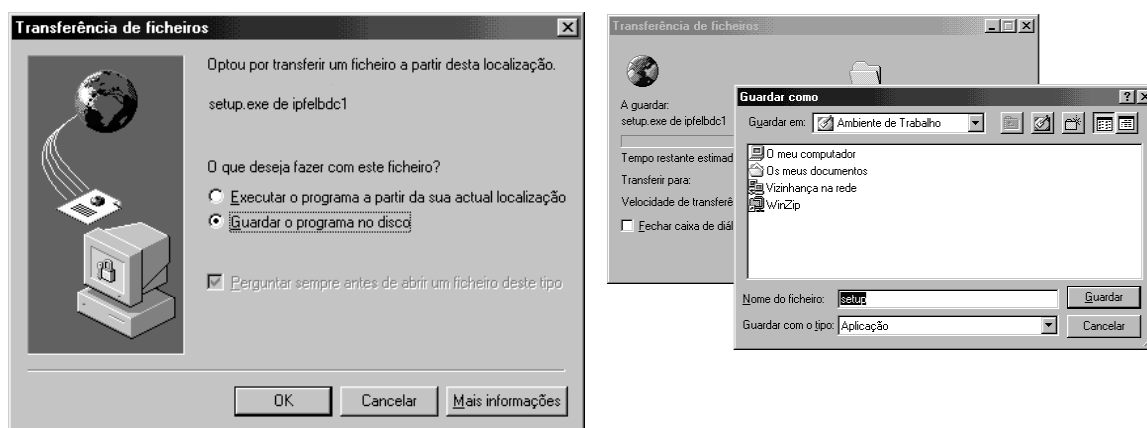 Transferência de ficheiros
Optou por transferir um ficheiro a partir desta localização.
setup.exe de ipfelbdc1
O que deseja fazer com este ficheiro?
Executar o programa a partir da sua actual localização
Guardar o programa no disco
Perguntar sempre antes de abrir um ficheiro deste tipo
OK
Cancelar
Mais informações
Transferência de ficheiros
A guardar:
setup.exe de ipfelbdc1
Tempo restante estimad
Transferir para:
Velocidade de transferê
Fechar caixa de diál
Guardar como
Guardar em:
Ambiente de Trabalho
O meu computador
Os meus documentos
Vizinhança na rede
WinZip
Nome do ficheiro:
setup
Guardar
Guardar com o tipo:
Aplicação
Cancelar